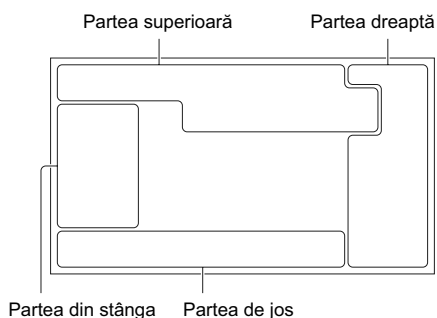 Partea superioară
Partea dreaptă
Partea din stânga
Partea de jos